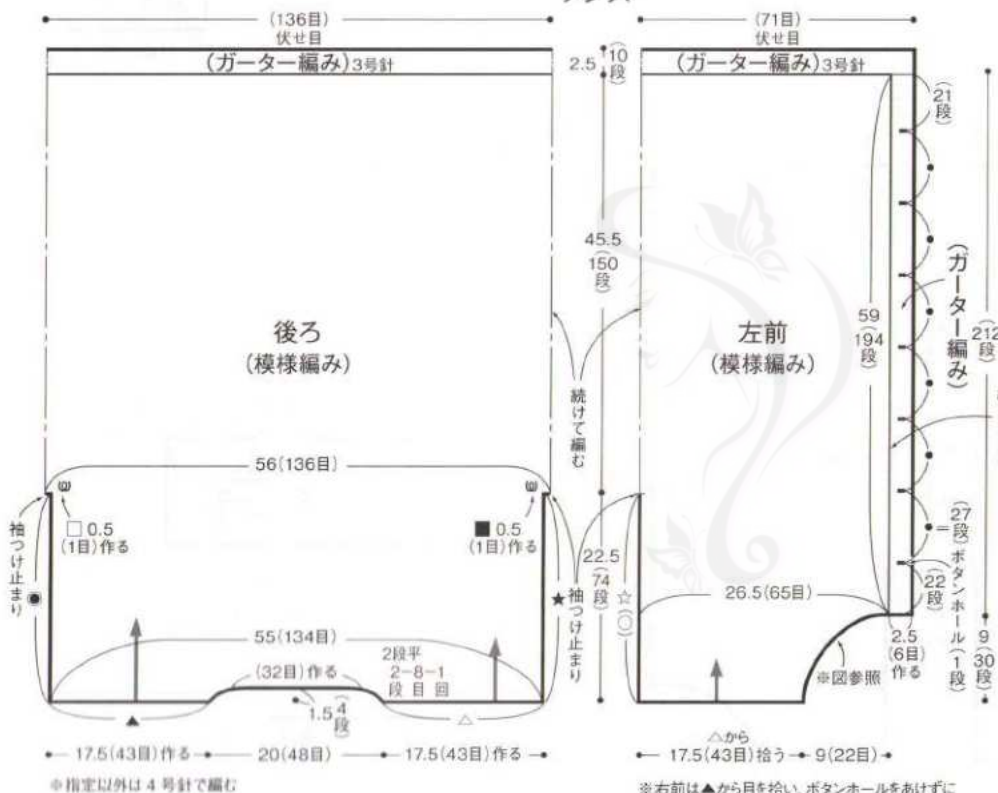 (136目)
伏せ目
(ガーター編み)3号針
2.5
(10段)
45.5
(150段)
後ろ
(模様編み)
続けて編む
56(136目)
袖つけ止まり
□0.5
(1目)作る
■0.5
(1目)作る
22.5
(74段)
袖つけ止まり
●
★
☆(○)
55(134目)
(32目)作る
2段平
2-8-1
段目回
1.5
4段
▲
△
17.5(43目)作る
20(48目)
17.5(43目)作る
※指定以外は4号針で編む
(71目)
伏せ目
(ガーター編み)3号針
(21段)
左前
(模様編み)
59
(194段)
(ガーター編み)
(212段)
●=(27段)
ボタンホール(1段)
(22段)
26.5(65目)
2.5
(6目)
作る
※図参照
9
(30段)
△から
17.5(43目)拾う
9(22目)
※右前は▲から目を拾い、ボタンホールをあけずに